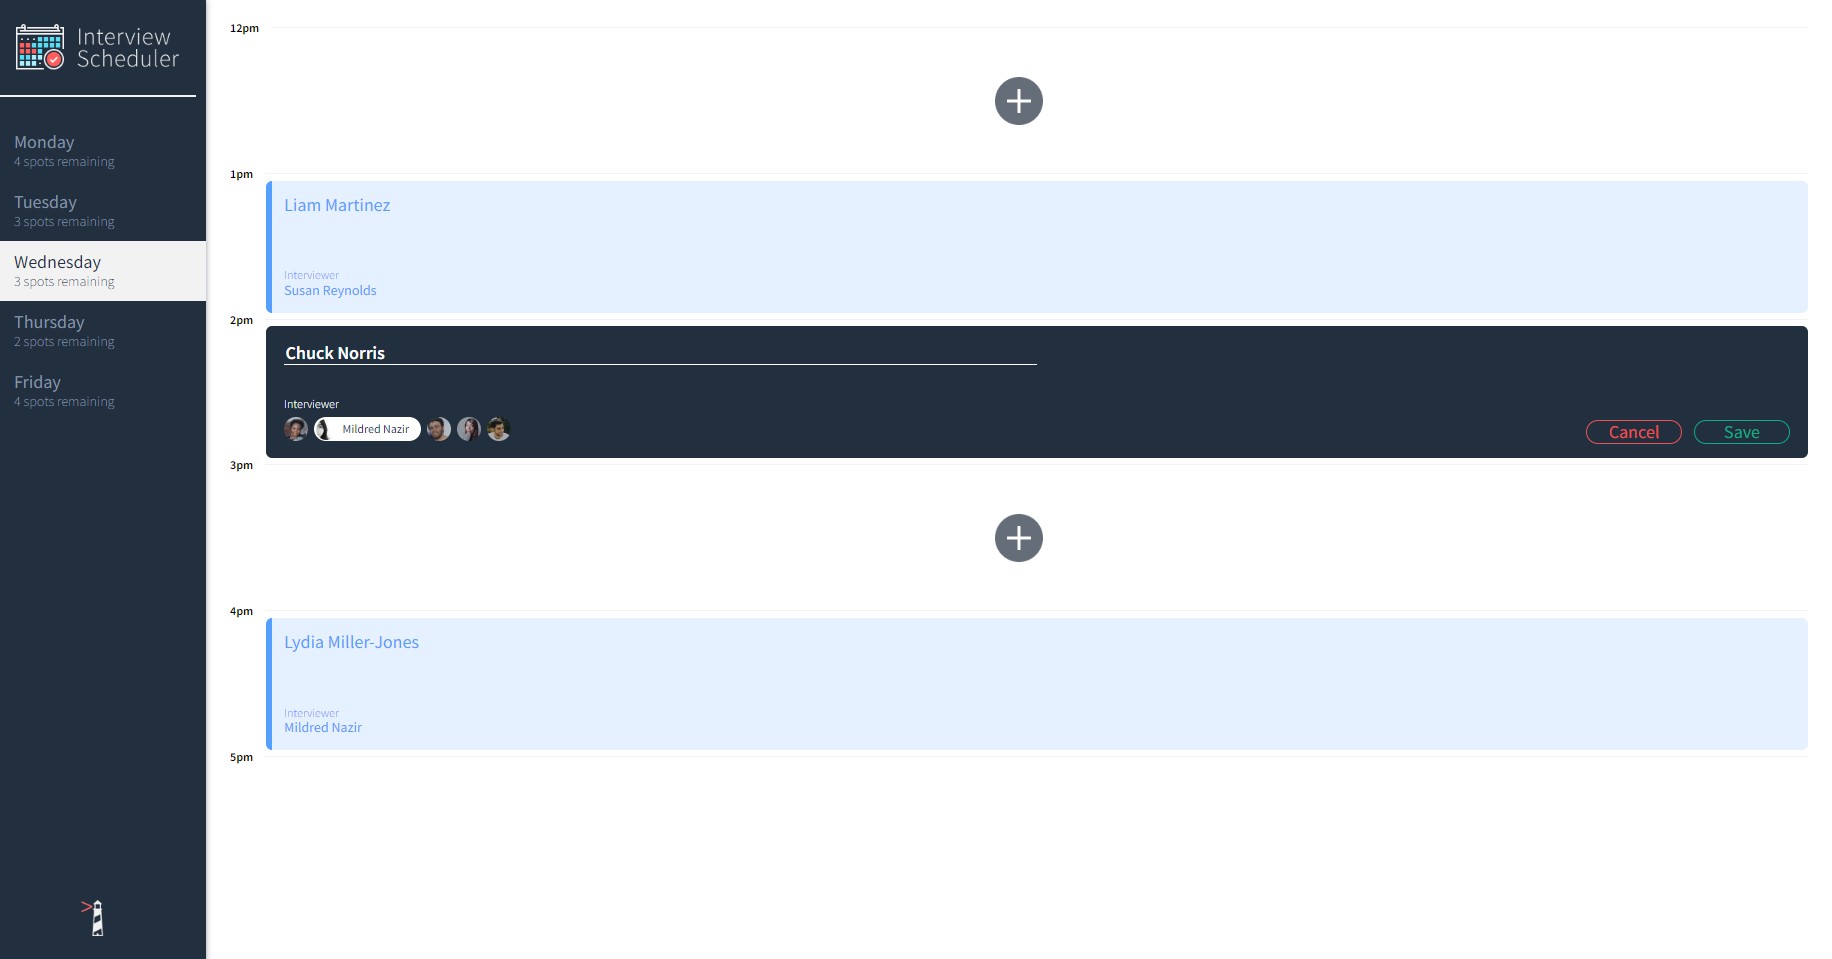 Interview
Scheduler
Monday
4 spots remaining
Tuesday
3 spots remaining
Wednesday
3 spots remaining
Thursday
2 spots remaining
Friday
4 spots remaining
12pm
1pm
Liam Martinez
Interviewer
Susan Reynolds
2pm
Chuck Norris
Interviewer
Mildred Nazir
Cancel Save
3pm
4pm
Lydia Miller-Jones
Interviewer
Mildred Nazir
5pm